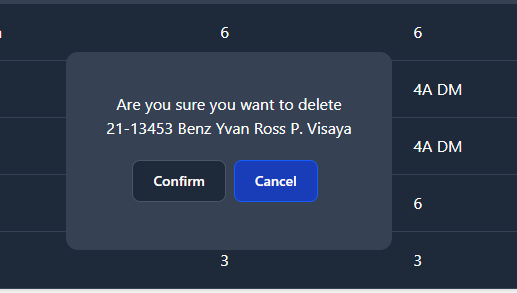 6 6
Are you sure you want to delete
4A DM
21-13453 Benz Yvan Ross P. Visaya
4A DM
Confirm Cancel
6
3 3